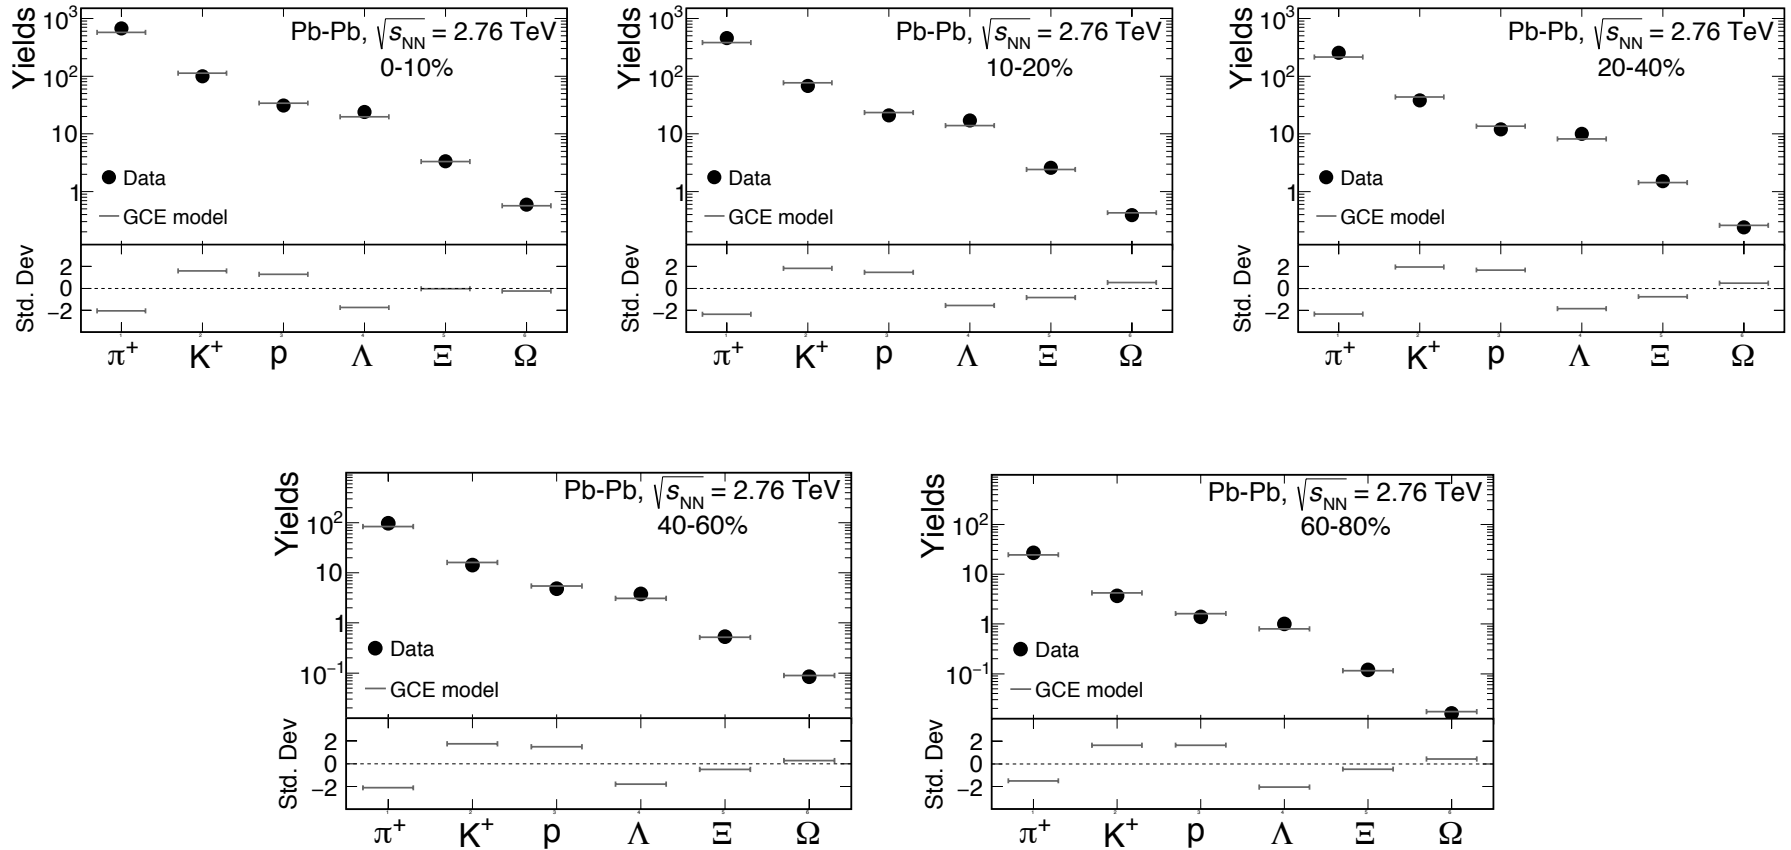 Yields
10³
10²
10
1
Pb-Pb, √s_NN = 2.76 TeV
0-10%
Data
GCE model
Std. Dev
2
0
−2
π⁺ K⁺ p Λ Ξ Ω
Yields
10³
10²
10
1
Pb-Pb, √s_NN = 2.76 TeV
10-20%
Data
GCE model
Std. Dev
2
0
−2
π⁺ K⁺ p Λ Ξ Ω
Yields
10³
10²
10
1
Pb-Pb, √s_NN = 2.76 TeV
20-40%
Data
GCE model
Std. Dev
2
0
−2
π⁺ K⁺ p Λ Ξ Ω
Yields
10²
10
1
10⁻¹
Pb-Pb, √s_NN = 2.76 TeV
40-60%
Data
GCE model
Std. Dev
2
0
−2
π⁺ K⁺ p Λ Ξ Ω
Yields
10²
10
1
10⁻¹
Pb-Pb, √s_NN = 2.76 TeV
60-80%
Data
GCE model
Std. Dev
2
0
−2
π⁺ K⁺ p Λ Ξ Ω